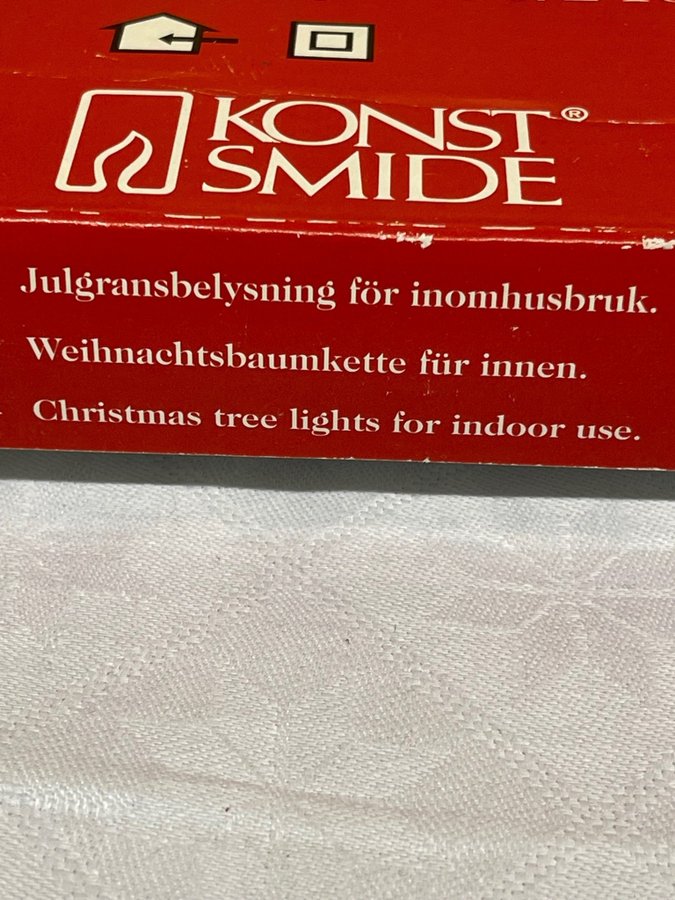 KONST®
SMIDE
Julgransbelysning för inomhusbruk.
Weihnachtsbaumkette für innen.
Christmas tree lights for indoor use.